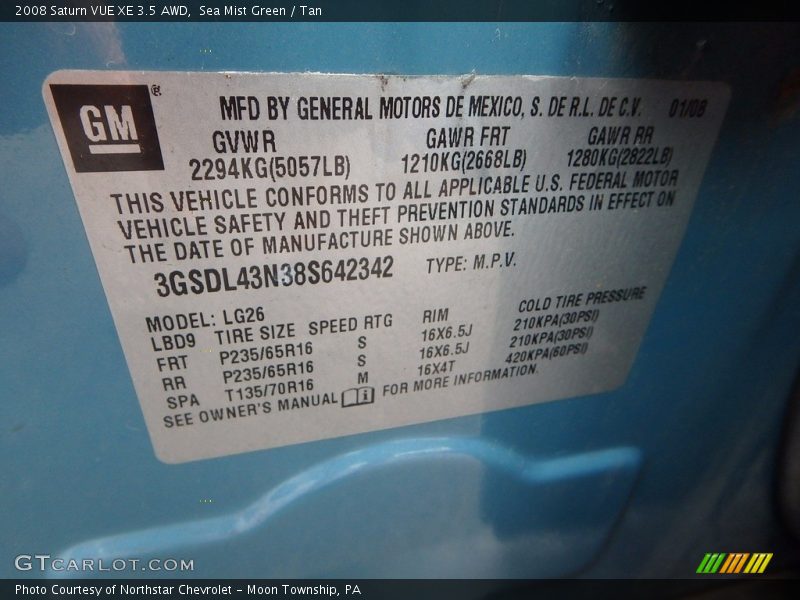 2008 Saturn VUE XE 3.5 AWD,  Sea Mist Green / Tan
GM ®
MFD BY GENERAL MOTORS DE MEXICO, S. DE R.L. DE C.V. 01/08
GVWR GAWR FRT GAWR RR
2294KG(5057LB) 1210KG(2668LB) 1280KG(2822LB)
THIS VEHICLE CONFORMS TO ALL APPLICABLE U.S. FEDERAL MOTOR
VEHICLE SAFETY AND THEFT PREVENTION STANDARDS IN EFFECT ON
THE DATE OF MANUFACTURE SHOWN ABOVE.
3GSDL43N38S642342 TYPE: M.P.V.
MODEL: LG26
LBD9 TIRE SIZE SPEED RTG RIM COLD TIRE PRESSURE
FRT P235/65R16 S 16X6.5J 210KPA(30PSI)
RR P235/65R16 S 16X6.5J 210KPA(30PSI)
SPA T135/70R16 M 16X4T 420KPA(60PSI)
SEE OWNER'S MANUAL FOR MORE INFORMATION.
GTCARLOT.COM
Photo Courtesy of Northstar Chevrolet - Moon Township, PA